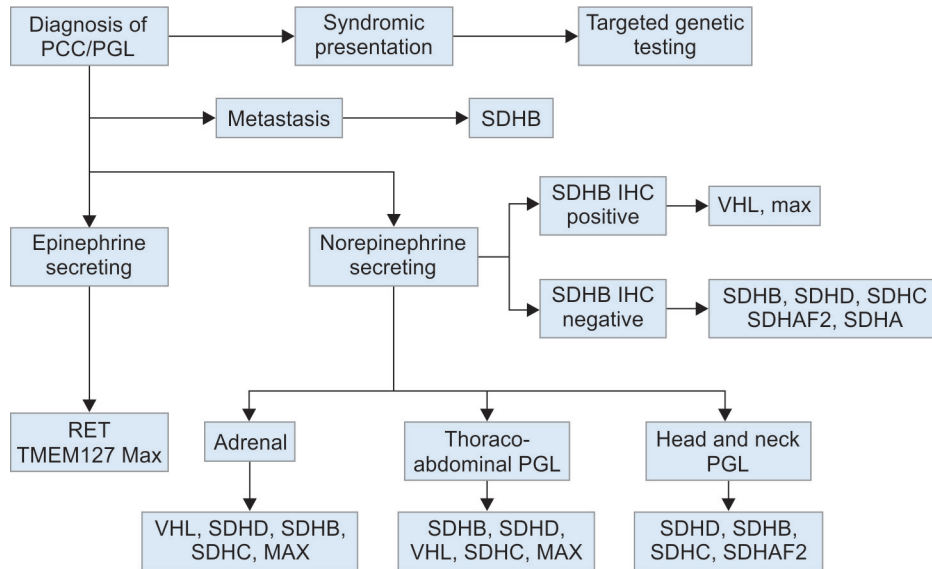 Diagnosis of
PCC/PGL
Syndromic
presentation
Targeted genetic
testing
Metastasis
SDHB
Epinephrine
secreting
Norepinephrine
secreting
SDHB IHC
positive
VHL, max
SDHB IHC
negative
SDHB, SDHD, SDHC
SDHAF2, SDHA
RET
TMEM127 Max
Adrenal
Thoraco-
abdominal PGL
Head and neck
PGL
VHL, SDHD, SDHB,
SDHC, MAX
SDHB, SDHD,
VHL, SDHC, MAX
SDHD, SDHB,
SDHC, SDHAF2